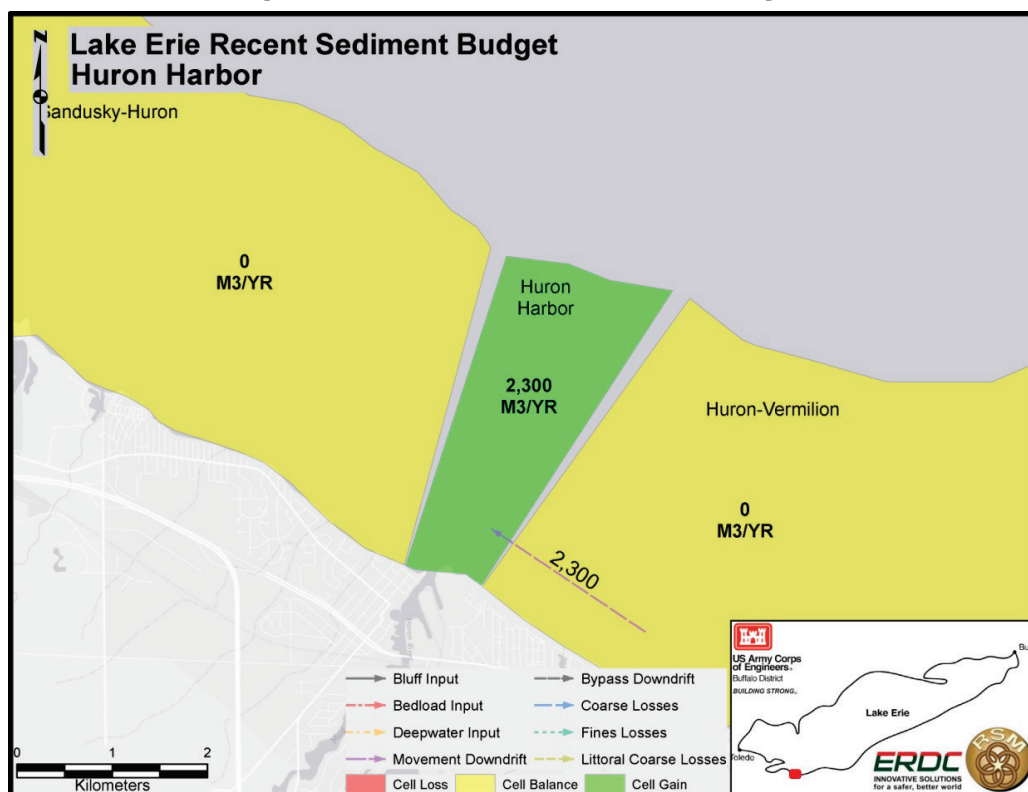 Lake Erie Recent Sediment Budget
Huron Harbor
N
Sandusky-Huron
0
M3/YR
Huron
Harbor
2,300
M3/YR
Huron-Vermilion
0
M3/YR
2,300
Bluff Input
Bypass Downdrift
Bedload Input
Coarse Losses
Deepwater Input
Fines Losses
Movement Downdrift
Littoral Coarse Losses
Cell Loss
Cell Balance
Cell Gain
0 1 2
Kilometers
US Army Corps
of Engineers®
Buffalo District
BUILDING STRONG®
Bu
Lake Erie
Toledo
ERDC
INNOVATIVE SOLUTIONS
for a safer, better world
RSM